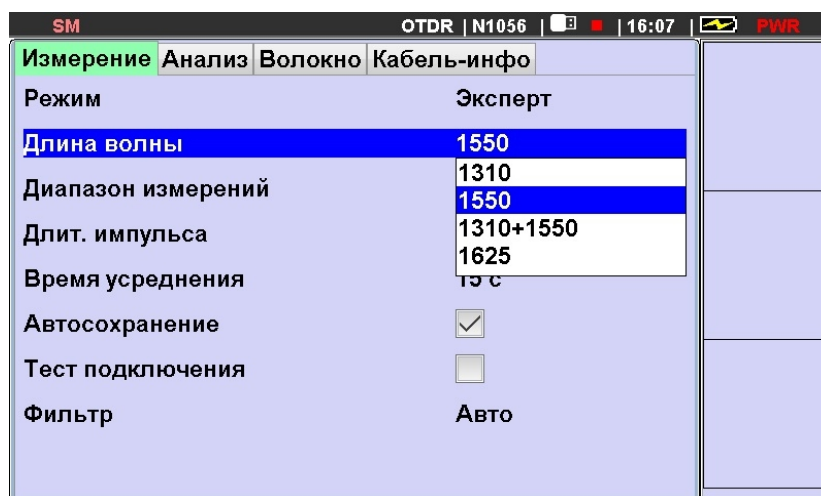 SM OTDR | N1056 | | 16:07 | PWR
Измерение Анализ Волокно Кабель-инфо
Режим Эксперт
Длина волны 1550
1310
Диапазон измерений 1550
Длит. импульса 1310+1550
1625
Время усреднения 15 с
Автосохранение
Тест подключения
Фильтр Авто